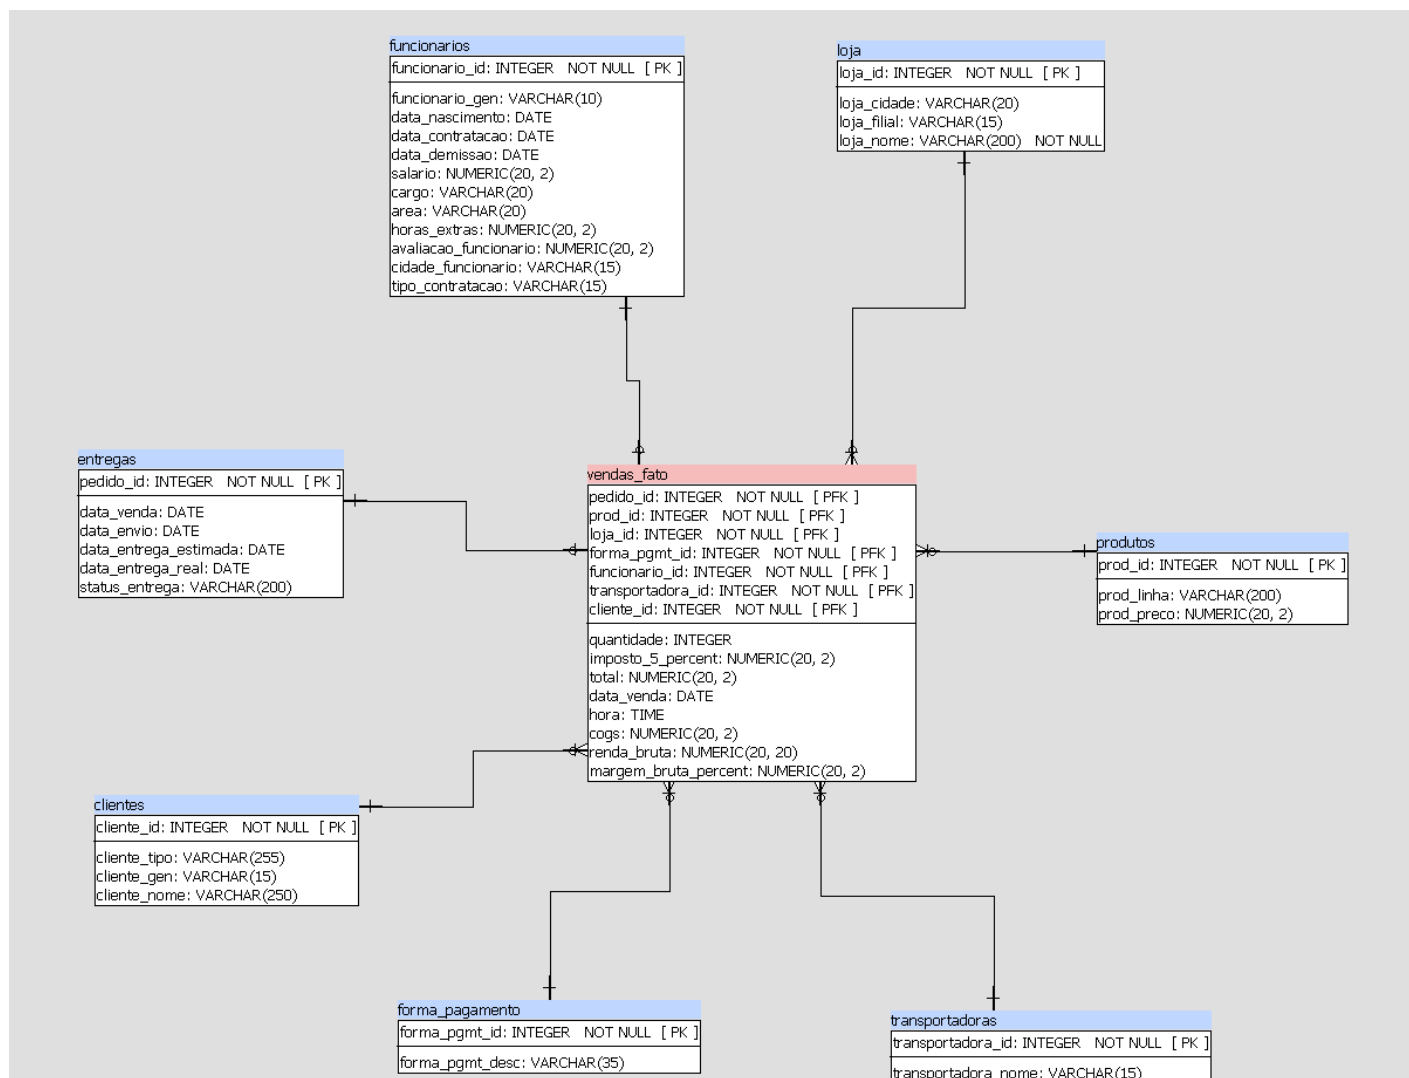 funcionarios
funcionario_id: INTEGER NOT NULL [ PK ]
funcionario_gen: VARCHAR(10)
data_nascimento: DATE
data_contratacao: DATE
data_demissao: DATE
salario: NUMERIC(20, 2)
cargo: VARCHAR(20)
area: VARCHAR(20)
horas_extras: NUMERIC(20, 2)
avaliacao_funcionario: NUMERIC(20, 2)
cidade_funcionario: VARCHAR(15)
tipo_contratacao: VARCHAR(15)
loja
loja_id: INTEGER NOT NULL [ PK ]
loja_cidade: VARCHAR(20)
loja_filial: VARCHAR(15)
loja_nome: VARCHAR(200) NOT NULL
entregas
pedido_id: INTEGER NOT NULL [ PK ]
data_venda: DATE
data_envio: DATE
data_entrega_estimada: DATE
data_entrega_real: DATE
status_entrega: VARCHAR(200)
vendas_fato
pedido_id: INTEGER NOT NULL [ PFK ]
prod_id: INTEGER NOT NULL [ PFK ]
loja_id: INTEGER NOT NULL [ PFK ]
forma_pgmt_id: INTEGER NOT NULL [ PFK ]
funcionario_id: INTEGER NOT NULL [ PFK ]
transportadora_id: INTEGER NOT NULL [ PFK ]
cliente_id: INTEGER NOT NULL [ PFK ]
quantidade: INTEGER
imposto_5_percent: NUMERIC(20, 2)
total: NUMERIC(20, 2)
data_venda: DATE
hora: TIME
cogs: NUMERIC(20, 2)
renda_bruta: NUMERIC(20, 20)
margem_bruta_percent: NUMERIC(20, 2)
produtos
prod_id: INTEGER NOT NULL [ PK ]
prod_linha: VARCHAR(200)
prod_preco: NUMERIC(20, 2)
clientes
cliente_id: INTEGER NOT NULL [ PK ]
cliente_tipo: VARCHAR(255)
cliente_gen: VARCHAR(15)
cliente_nome: VARCHAR(250)
forma_pagamento
forma_pgmt_id: INTEGER NOT NULL [ PK ]
forma_pgmt_desc: VARCHAR(35)
transportadoras
transportadora_id: INTEGER NOT NULL [ PK ]
transportadora_nome: VARCHAR(15)